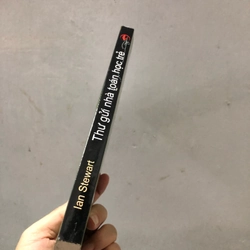 Ian Stewart
Thư gửi nhà toán học trẻ